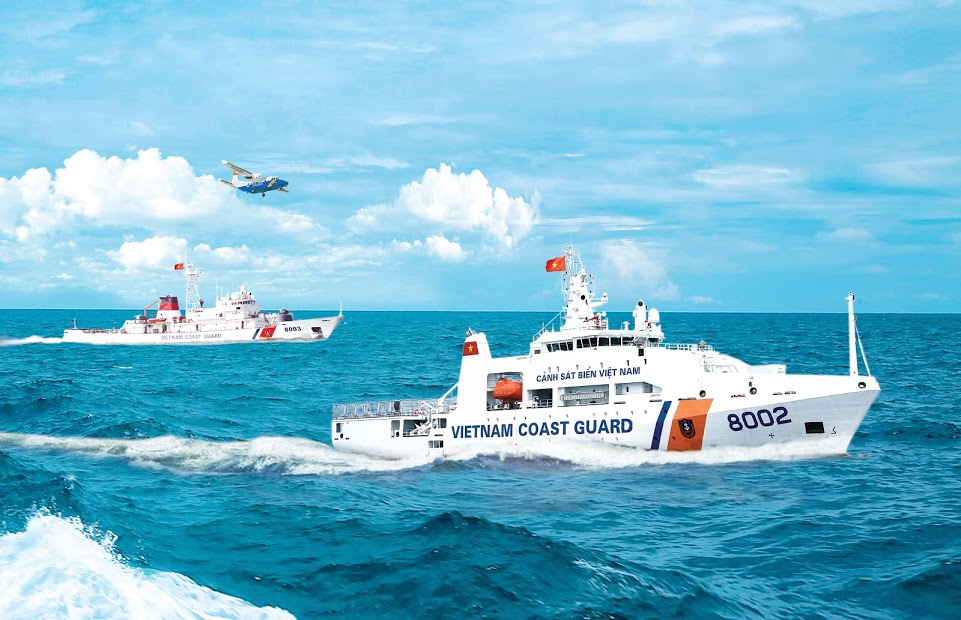 8003
VIETNAM COAST GUARD
CẢNH SÁT BIỂN VIỆT NAM
VIETNAM COAST GUARD
8002